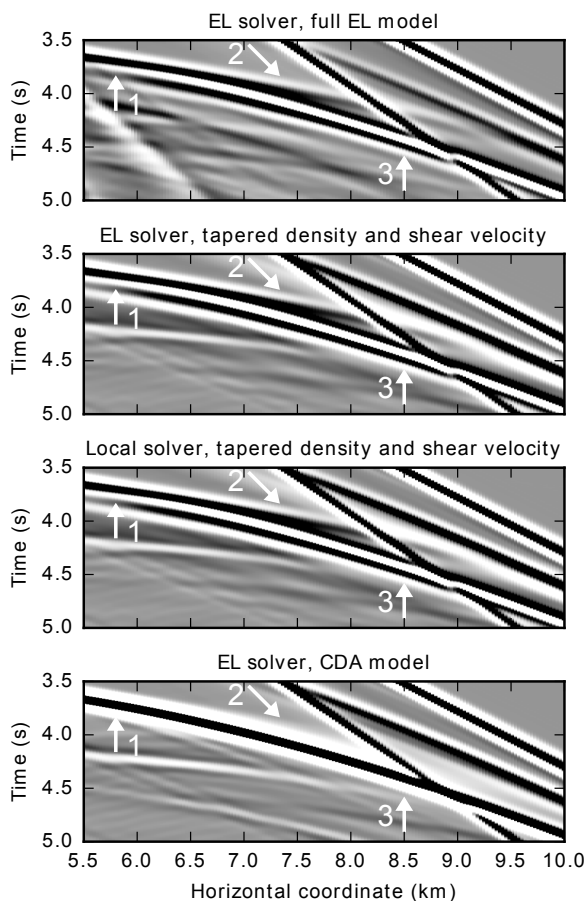 EL solver, full EL model
3.5
4.0
4.5
5.0
Time (s)
1
2
3
EL solver, tapered density and shear velocity
3.5
4.0
4.5
5.0
Time (s)
1
2
3
Local solver, tapered density and shear velocity
3.5
4.0
4.5
5.0
Time (s)
1
2
3
EL solver, CDA model
3.5
4.0
4.5
5.0
Time (s)
1
2
3
5.5 6.0 6.5 7.0 7.5 8.0 8.5 9.0 9.5 10.0
Horizontal coordinate (km)